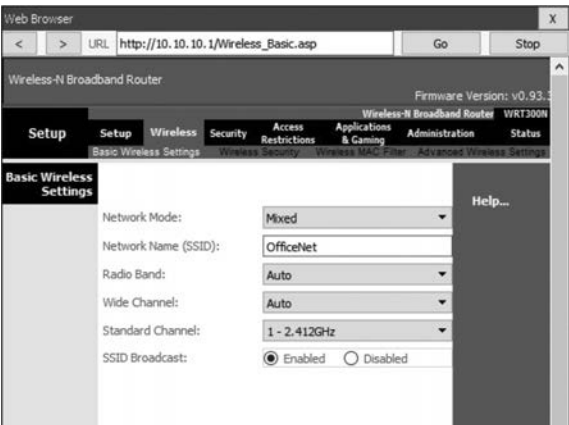 Web Browser X
< > URL http://10.10.10.1/Wireless_Basic.asp Go Stop
Wireless-N Broadband Router
Firmware Version: v0.93.3
Wireless-N Broadband Router WRT300N
Setup Setup Wireless Security Access Restrictions Applications & Gaming Administration Status
Basic Wireless Settings Wireless Security Wireless MAC Filter Advanced Wireless Settings
Basic Wireless Settings
Help...
Network Mode: Mixed
Network Name (SSID): OfficeNet
Radio Band: Auto
Wide Channel: Auto
Standard Channel: 1 - 2.412GHz
SSID Broadcast: Enabled Disabled